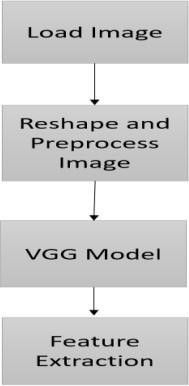 Load Image
Reshape and
Preprocess
Image
VGG Model
Feature
Extraction